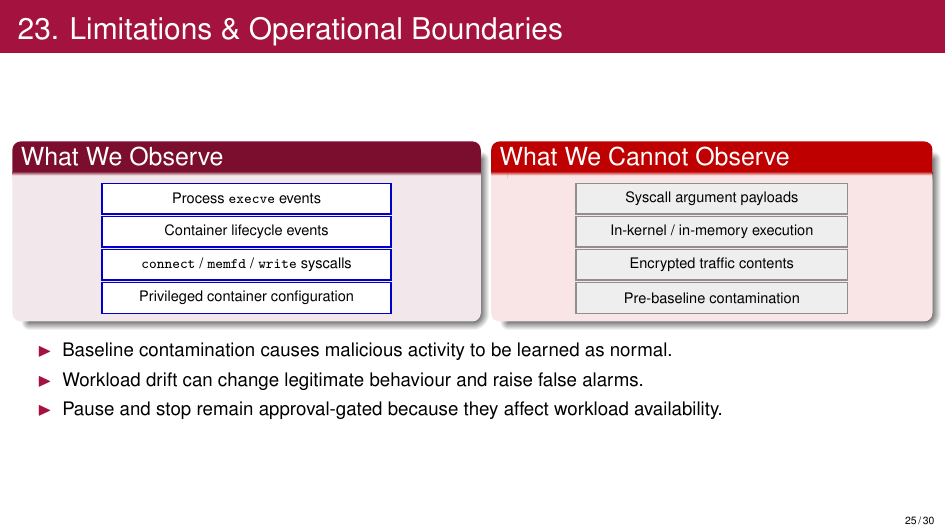 23. Limitations & Operational Boundaries
What We Observe
Process execve events
Container lifecycle events
connect / memfd / write syscalls
Privileged container configuration
What We Cannot Observe
Syscall argument payloads
In-kernel / in-memory execution
Encrypted traffic contents
Pre-baseline contamination
▶ Baseline contamination causes malicious activity to be learned as normal.
▶ Workload drift can change legitimate behaviour and raise false alarms.
▶ Pause and stop remain approval-gated because they affect workload availability.
25 / 30